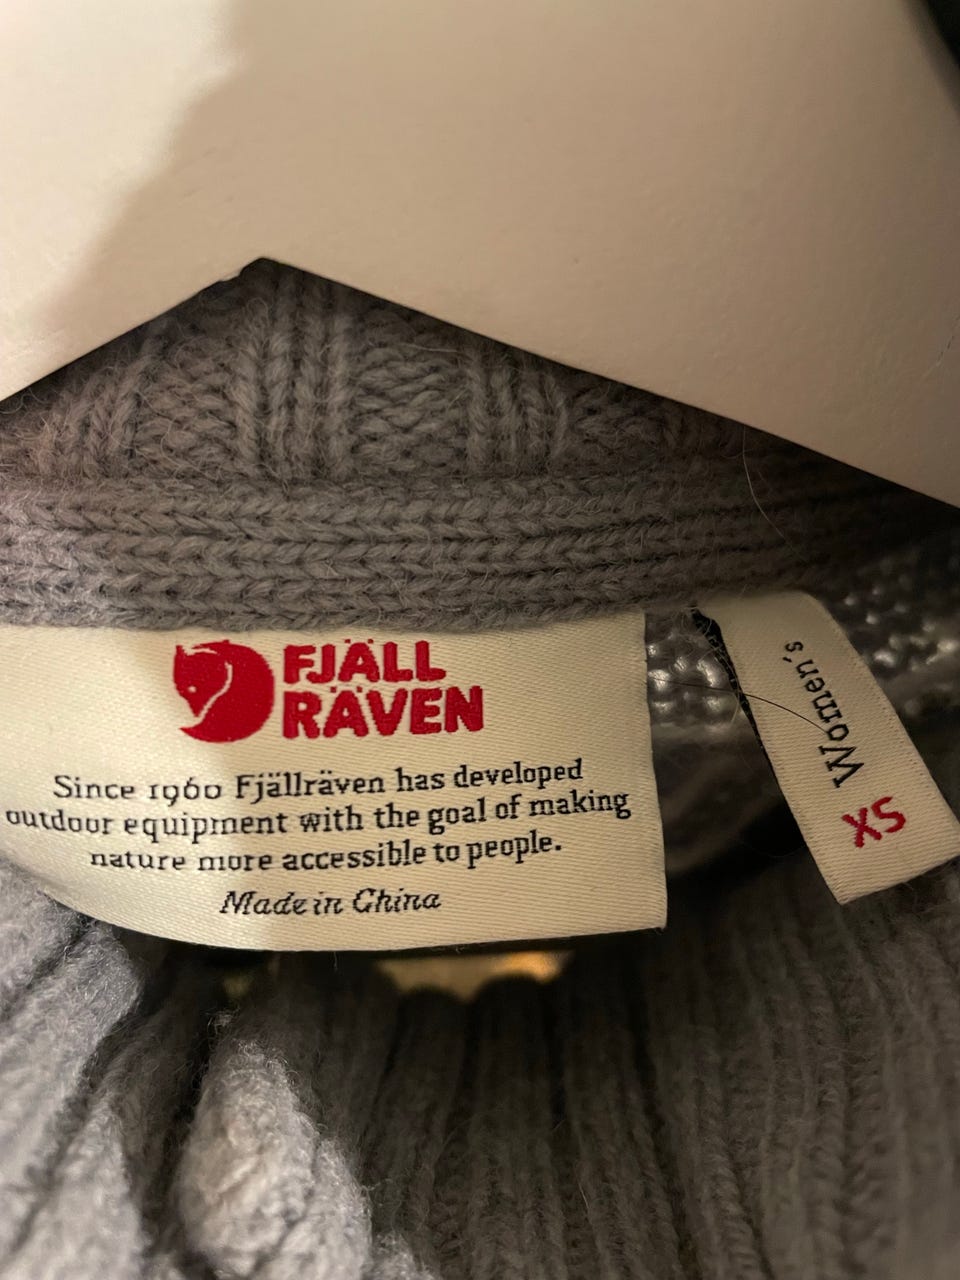 FJÄLL
RÄVEN
Since 1960 Fjällräven has developed
outdoor equipment with the goal of making
nature more accessible to people.
Made in China
Women's
XS